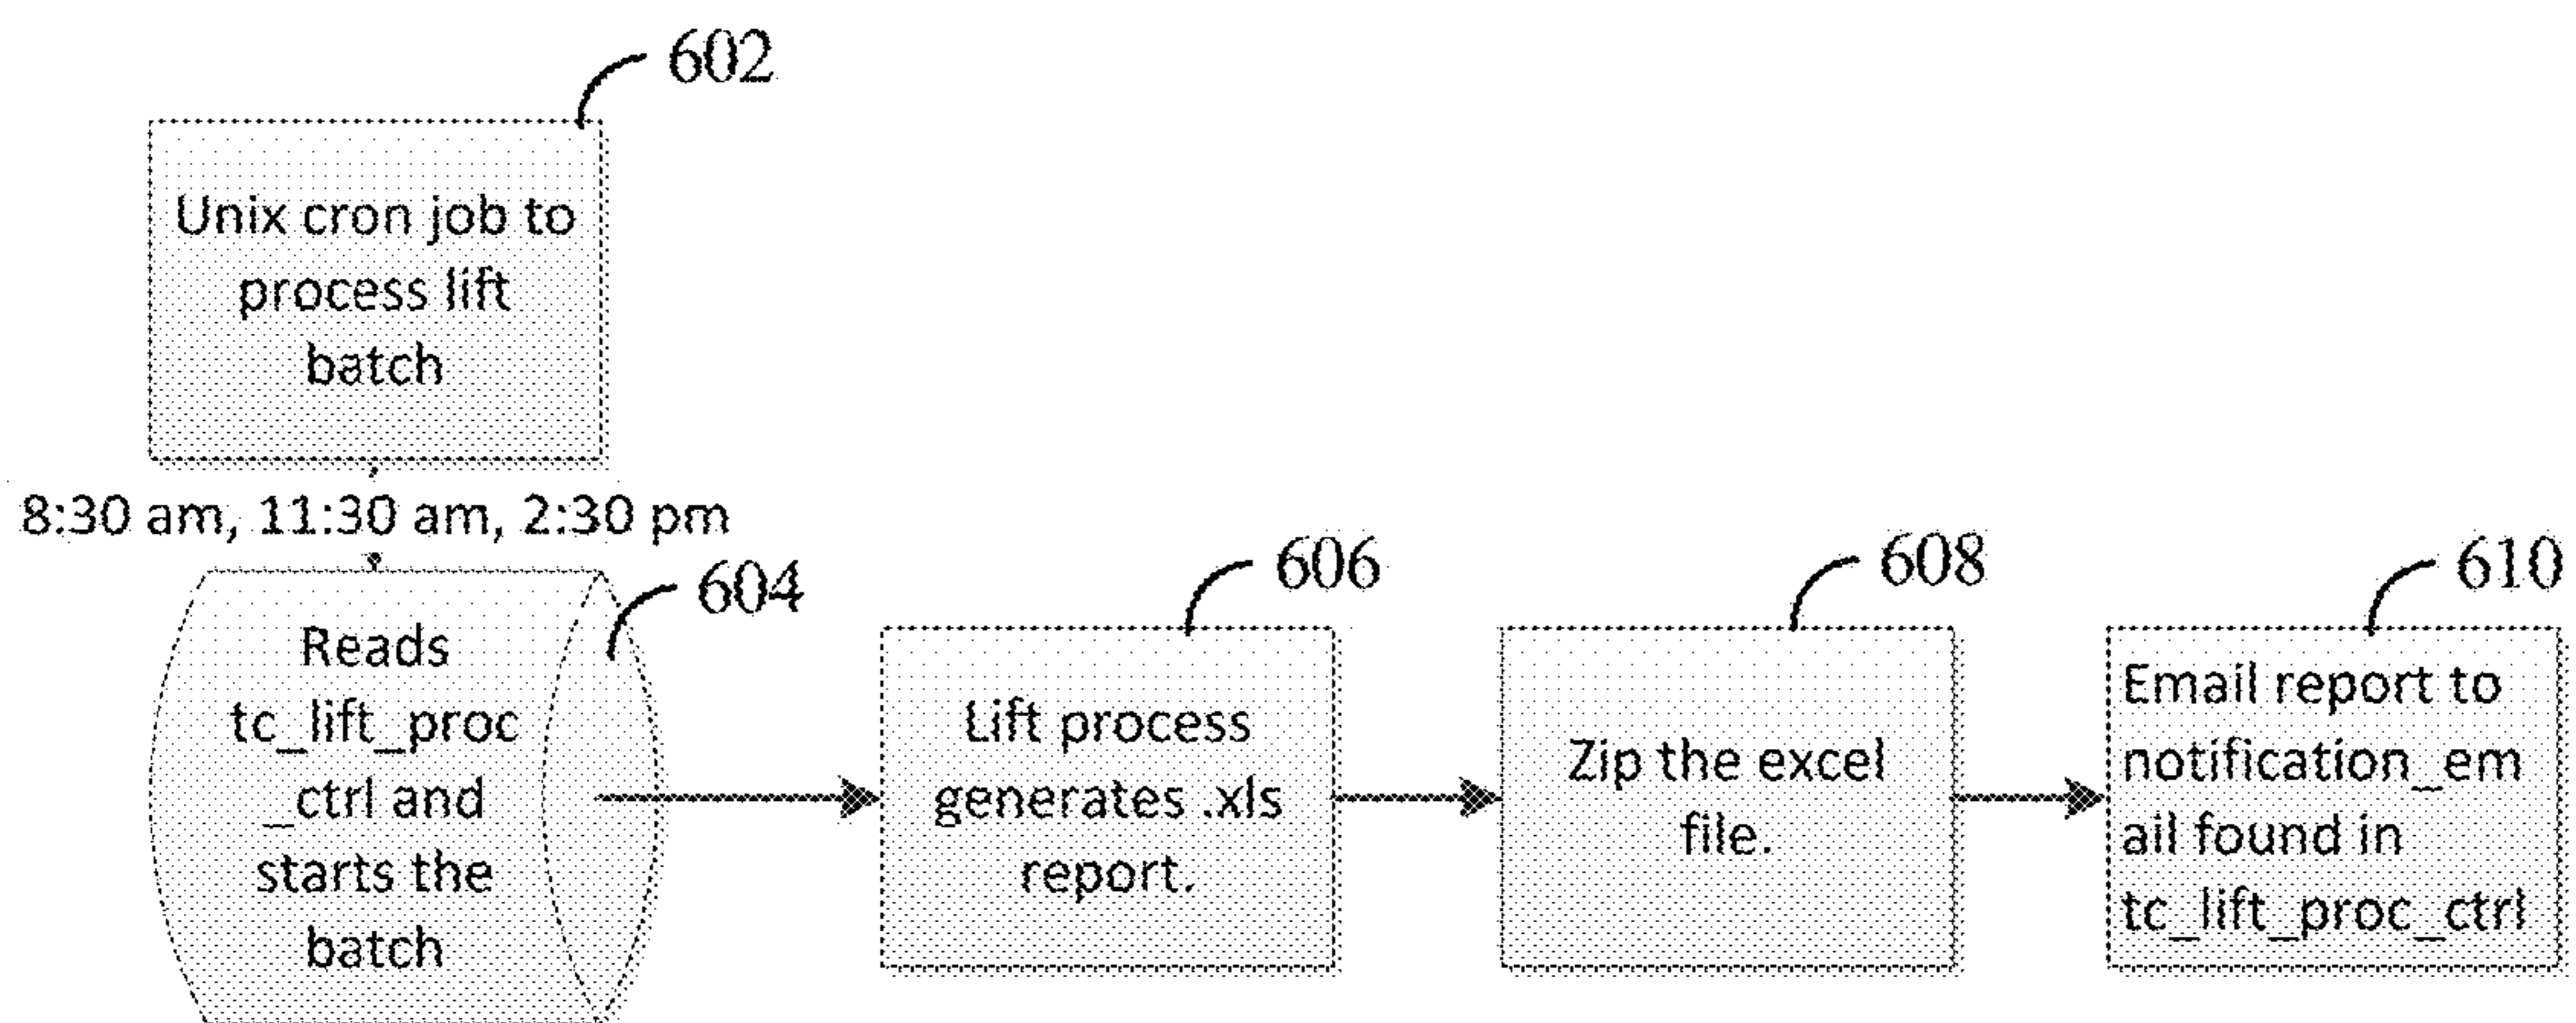 602
Unix cron job to
process lift
batch
8:30 am, 11:30 am, 2:30 pm
604
Reads
tc_lift_proc
_ctrl and
starts the
batch
606
Lift process
generates .xls
report.
608
Zip the excel
file.
610
Email report to
notification_em
ail found in
tc_lift_proc_ctrl